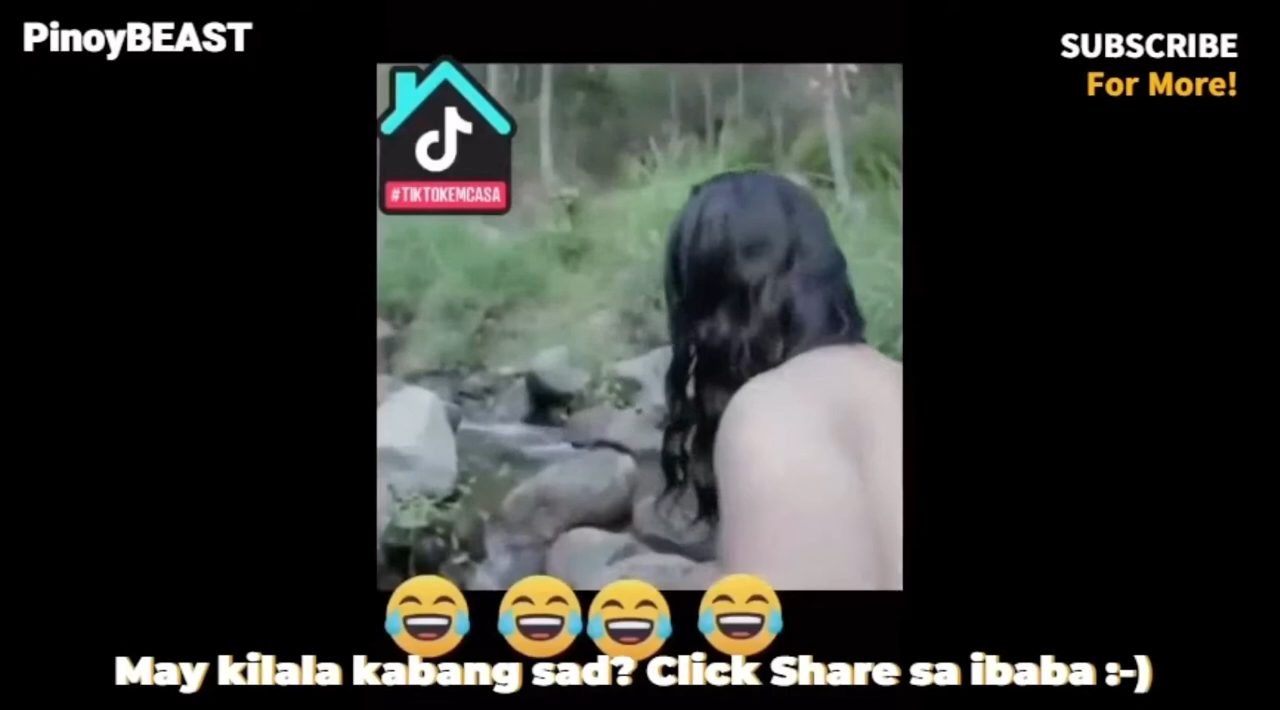 PinoyBEAST
SUBSCRIBE
For More!
#TIKTOKEMCASA
May kilala kabang sad? Click Share sa ibaba :-)